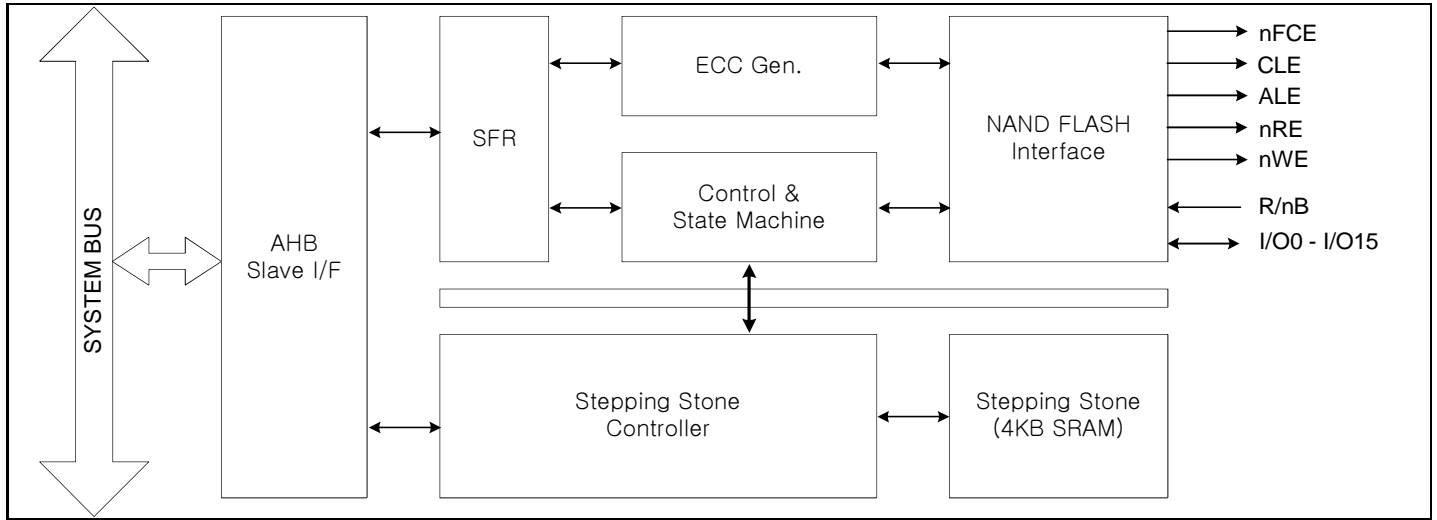 SYSTEM BUS
AHB
Slave I/F
SFR
ECC Gen.
Control &
State Machine
NAND FLASH
Interface
nFCE
CLE
ALE
nRE
nWE
R/nB
I/O0 - I/O15
Stepping Stone
Controller
Stepping Stone
(4KB SRAM)